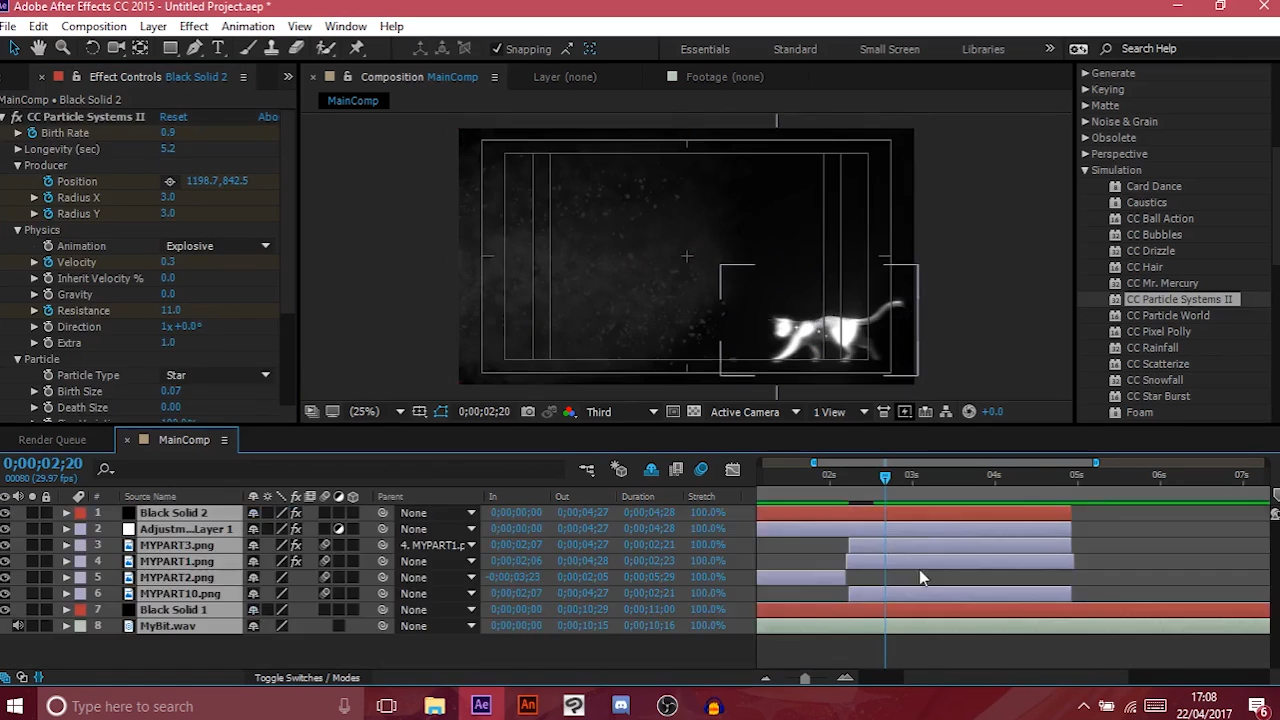 Adobe After Effects CC 2015 - Untitled Project.aep *
File Edit Composition Layer Effect Animation View Window Help
Snapping Essentials Standard Small Screen Libraries Search Help
Effect Controls Black Solid 2 Composition MainComp Layer (none) Footage (none)
MainComp • Black Solid 2
MainComp
fx CC Particle Systems II Reset Abo
Birth Rate 0.9
Longevity (sec) 5.2
Producer
Position 1198.7,842.5
Radius X 3.0
Radius Y 3.0
Physics
Animation Explosive
Velocity 0.3
Inherit Velocity % 0.0
Gravity 0.0
Resistance 11.0
Direction 1x+0.0°
Extra 1.0
Particle
Particle Type Star
Birth Size 0.07
Death Size 0.00
Generate
Keying
Matte
Noise & Grain
Obsolete
Perspective
Simulation
Card Dance
Caustics
CC Ball Action
CC Bubbles
CC Drizzle
CC Hair
CC Mr. Mercury
CC Particle Systems II
CC Particle World
CC Pixel Polly
CC Rainfall
CC Scatterize
CC Snowfall
CC Star Burst
Foam
(25%) 0;00;02;20 Third Active Camera 1 View +0.0
Render Queue MainComp
0;00;02;20
00080 (29.97 fps)
02s 03s 04s 05s 06s 07s
# Source Name fx Parent In Out Duration Stretch
1 Black Solid 2 fx None 0;00;00;00 0;00;04;27 0;00;04;28 100.0%
2 Adjustm...Layer 1 None 0;00;00;00 0;00;04;27 0;00;04;28 100.0%
3 MYPART3.png fx 4. MYPART1.p 0;00;02;07 0;00;04;27 0;00;02;21 100.0%
4 MYPART1.png fx None 0;00;02;06 0;00;04;28 0;00;02;23 100.0%
5 MYPART2.png None -0;00;03;23 0;00;02;05 0;00;05;29 100.0%
6 MYPART10.png None 0;00;02;07 0;00;04;27 0;00;02;21 100.0%
7 Black Solid 1 None 0;00;00;00 0;00;10;29 0;00;11;00 100.0%
8 MyBit.wav None 0;00;00;00 0;00;10;15 0;00;10;16 100.0%
Toggle Switches / Modes
Type here to search Ae An 17:08
22/04/2017 6